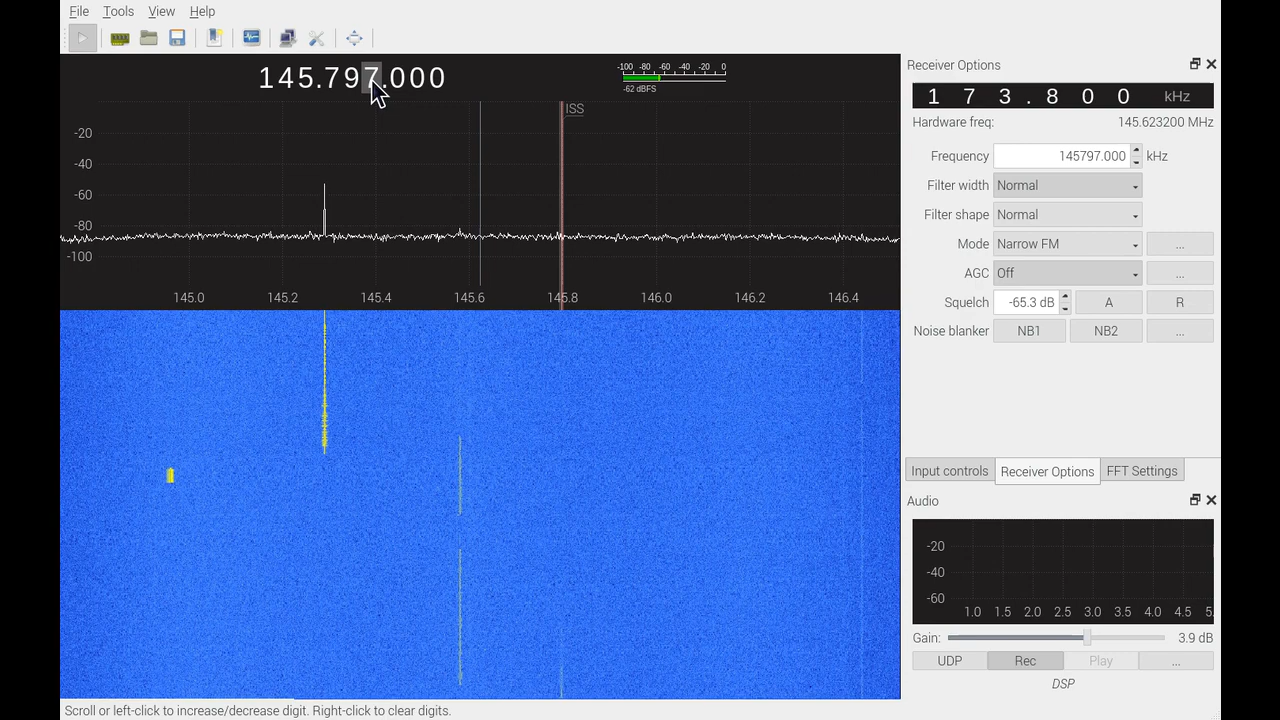 File Tools View Help
145.797.000
-100 -80 -60 -40 -20 0
-62 dBFS
ISS
-20
-40
-60
-80
-100
145.0 145.2 145.4 145.6 145.8 146.0 146.2 146.4
Receiver Options
173.800 kHz
Hardware freq: 145.623200 MHz
Frequency 145797.000 kHz
Filter width Normal
Filter shape Normal
Mode Narrow FM ...
AGC Off ...
Squelch -65.3 dB A R
Noise blanker NB1 NB2 ...
Input controls Receiver Options FFT Settings
Audio
-20
-40
-60
1.0 1.5 2.0 2.5 3.0 3.5 4.0 4.5 5.
Gain: 3.9 dB
UDP Rec Play ...
DSP
Scroll or left-click to increase/decrease digit. Right-click to clear digits.